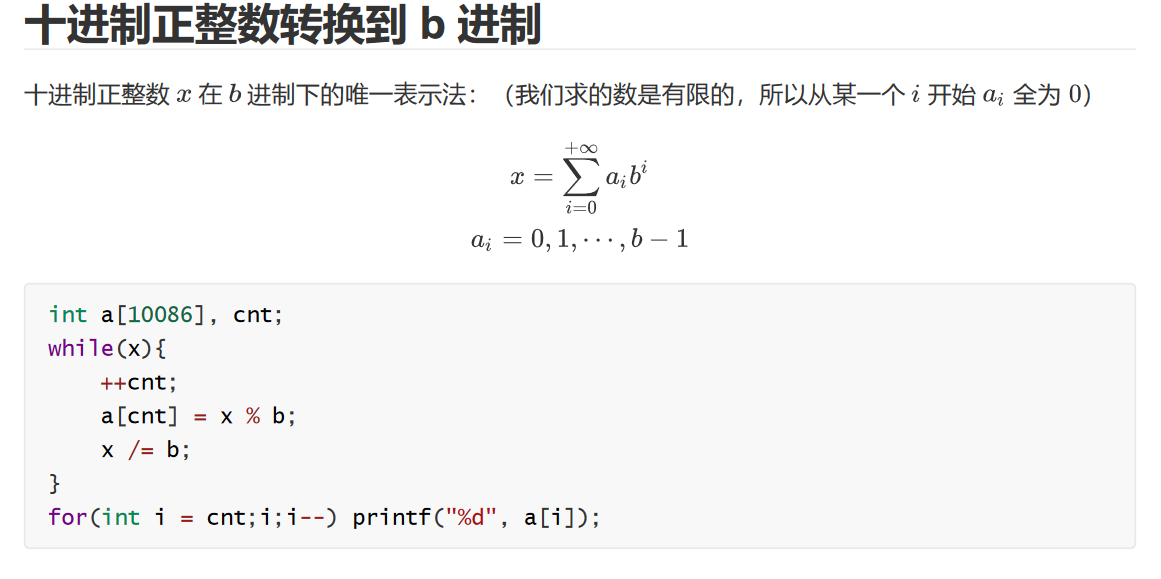 十进制正整数转换到 b 进制
十进制正整数 x 在 b 进制下的唯一表示法：（我们求的数是有限的，所以从某一个 i 开始 a_i 全为 0）
x = \sum_{i=0}^{+\infty} a_i b^i
a_i = 0, 1, \cdots, b - 1
int a[10086], cnt;
while(x){
    ++cnt;
    a[cnt] = x % b;
    x /= b;
}
for(int i = cnt;i;i--) printf("%d", a[i]);